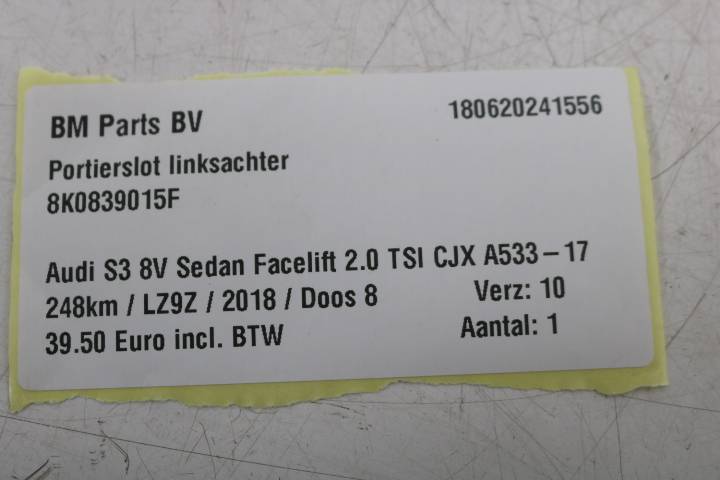 BM Parts BV 180620241556
Portierslot linksachter
8K0839015F
Audi S3 8V Sedan Facelift 2.0 TSI CJX A533-17
248km / LZ9Z / 2018 / Doos 8 Verz: 10
39.50 Euro incl. BTW Aantal: 1